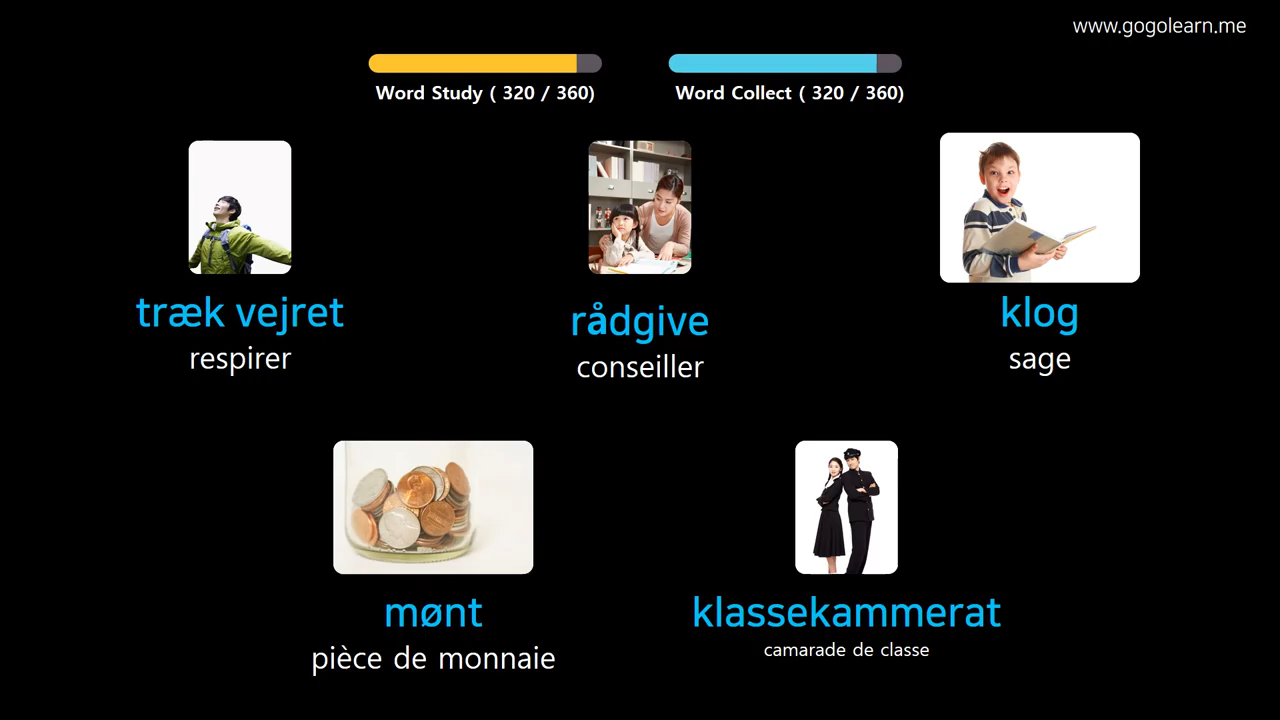 www.gogolearn.me
Word Study ( 320 / 360)
Word Collect ( 320 / 360)
træk vejret
respirer
rådgive
conseiller
klog
sage
mønt
pièce de monnaie
klassekammerat
camarade de classe